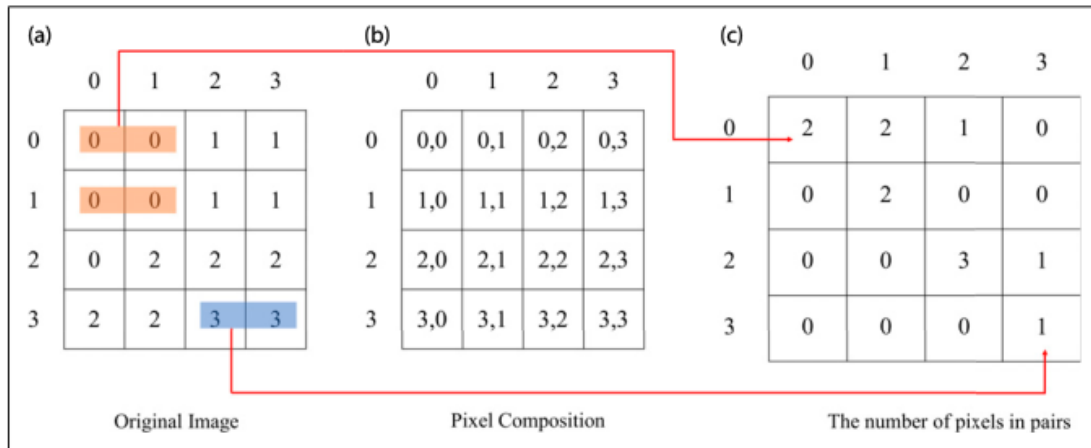 (a) (b) (c)
0 1 2 3
0 0 0 1 1
1 0 0 1 1
2 0 2 2 2
3 2 2 3 3
Original Image
0 1 2 3
0 0,0 0,1 0,2 0,3
1 1,0 1,1 1,2 1,3
2 2,0 2,1 2,2 2,3
3 3,0 3,1 3,2 3,3
Pixel Composition
0 1 2 3
0 2 2 1 0
1 0 2 0 0
2 0 0 3 1
3 0 0 0 1
The number of pixels in pairs